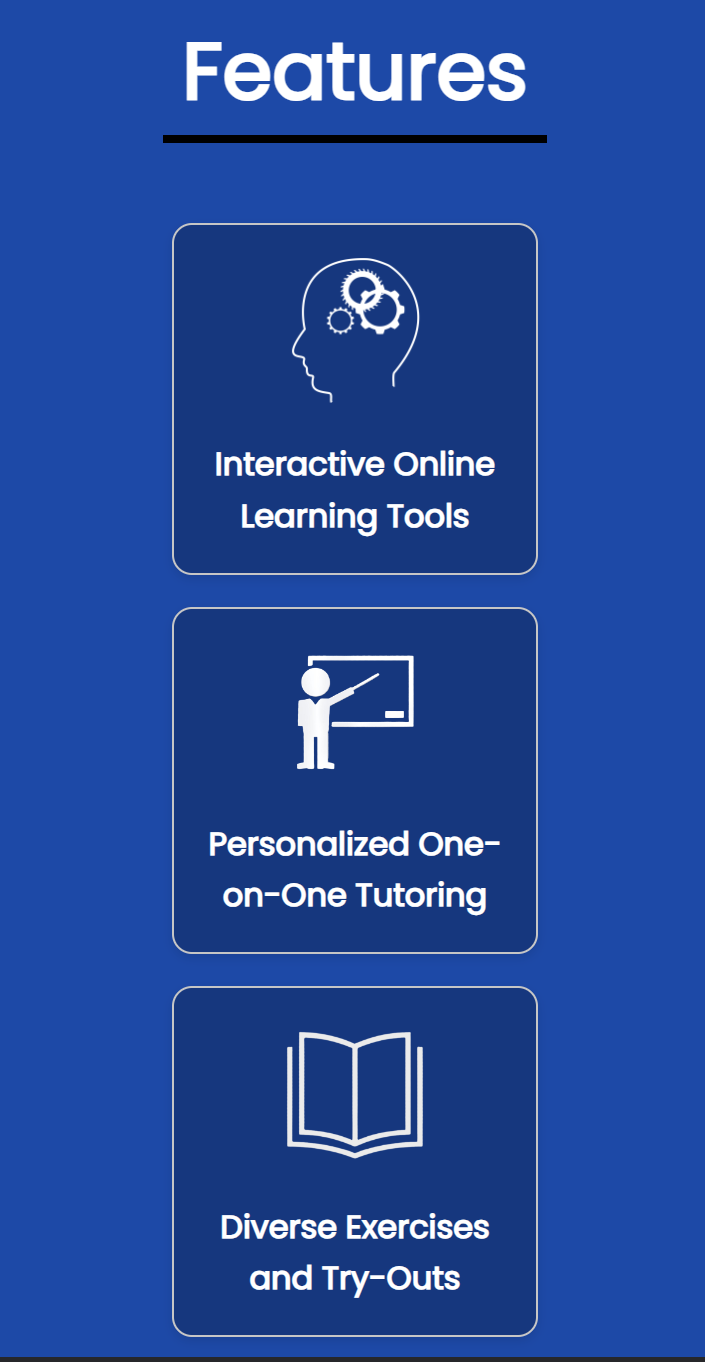 Features
Interactive Online
Learning Tools
Personalized One-
on-One Tutoring
Diverse Exercises
and Try-Outs